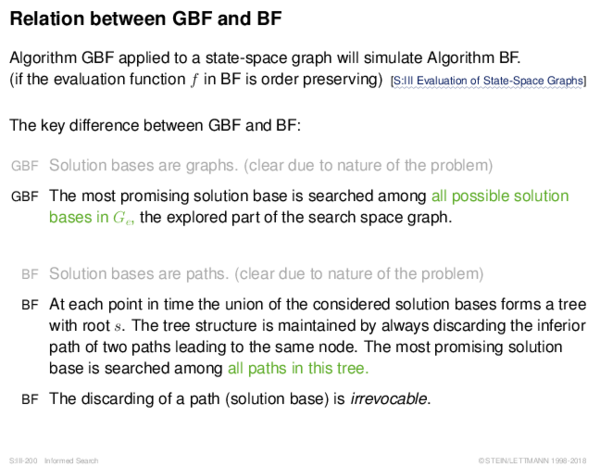 Relation between GBF and BF
Algorithm GBF applied to a state-space graph will simulate Algorithm BF.
(if the evaluation function f in BF is order preserving) [S:III Evaluation of State-Space Graphs]
The key difference between GBF and BF:
GBF Solution bases are graphs. (clear due to nature of the problem)
GBF The most promising solution base is searched among all possible solution
bases in Ge, the explored part of the search space graph.
BF Solution bases are paths. (clear due to nature of the problem)
BF At each point in time the union of the considered solution bases forms a tree
with root s. The tree structure is maintained by always discarding the inferior
path of two paths leading to the same node. The most promising solution
base is searched among all paths in this tree.
BF The discarding of a path (solution base) is irrevocable.
S:III-200 Informed Search ©STEIN/LETTMANN 1998-2018